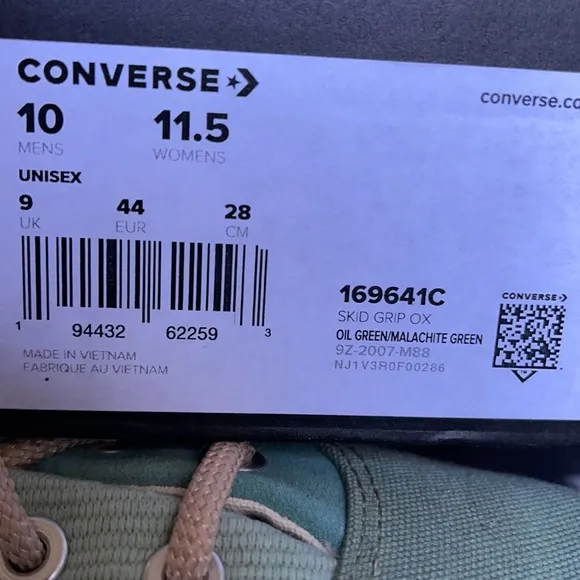 CONVERSE
converse.co
10 11.5
MENS WOMENS
UNISEX
9 44 28
UK EUR CM
1 94432 62259 3
MADE IN VIETNAM
FABRIQUE AU VIETNAM
169641C
SKID GRIP OX
OIL GREEN/MALACHITE GREEN
9Z-2007-M88
NJ1V3R0F00286
CONVERSE